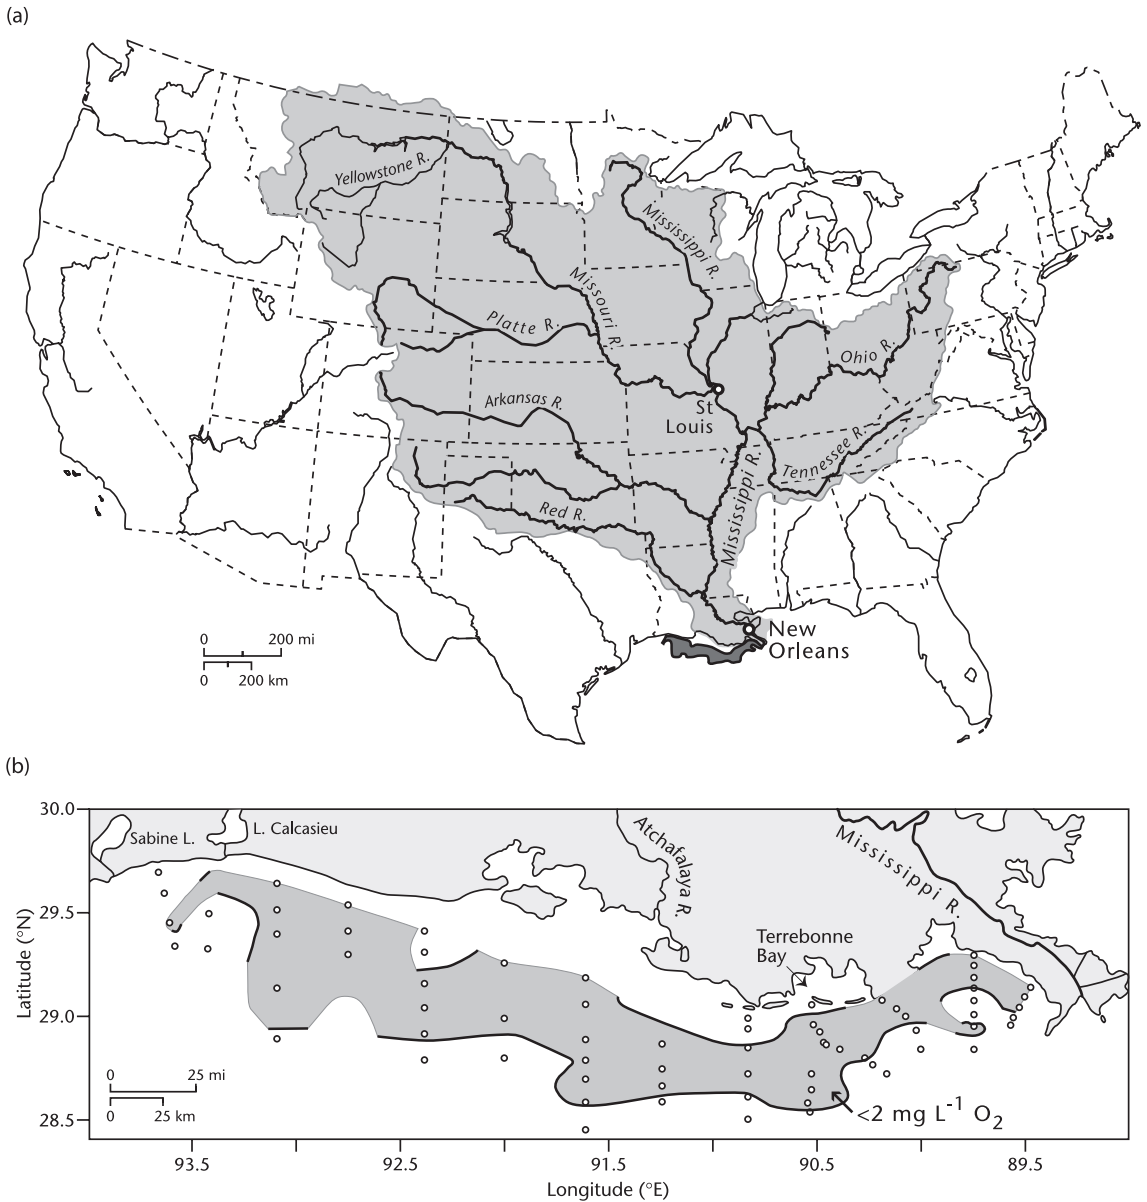 (a)
Yellowstone R.
Mississippi R.
Missouri R.
Platte R.
Ohio R.
Arkansas R.
St
Louis
Tennessee R.
Mississippi R.
Red R.
New
Orleans
0 200 mi
0 200 km
(b)
30.0
29.5
29.0
28.5
Latitude (°N)
Sabine L.
L. Calcasieu
Atchafalaya R.
Mississippi R.
Terrebonne
Bay
0 25 mi
0 25 km
<2 mg L-1 O2
93.5 92.5 91.5 90.5 89.5
Longitude (°E)